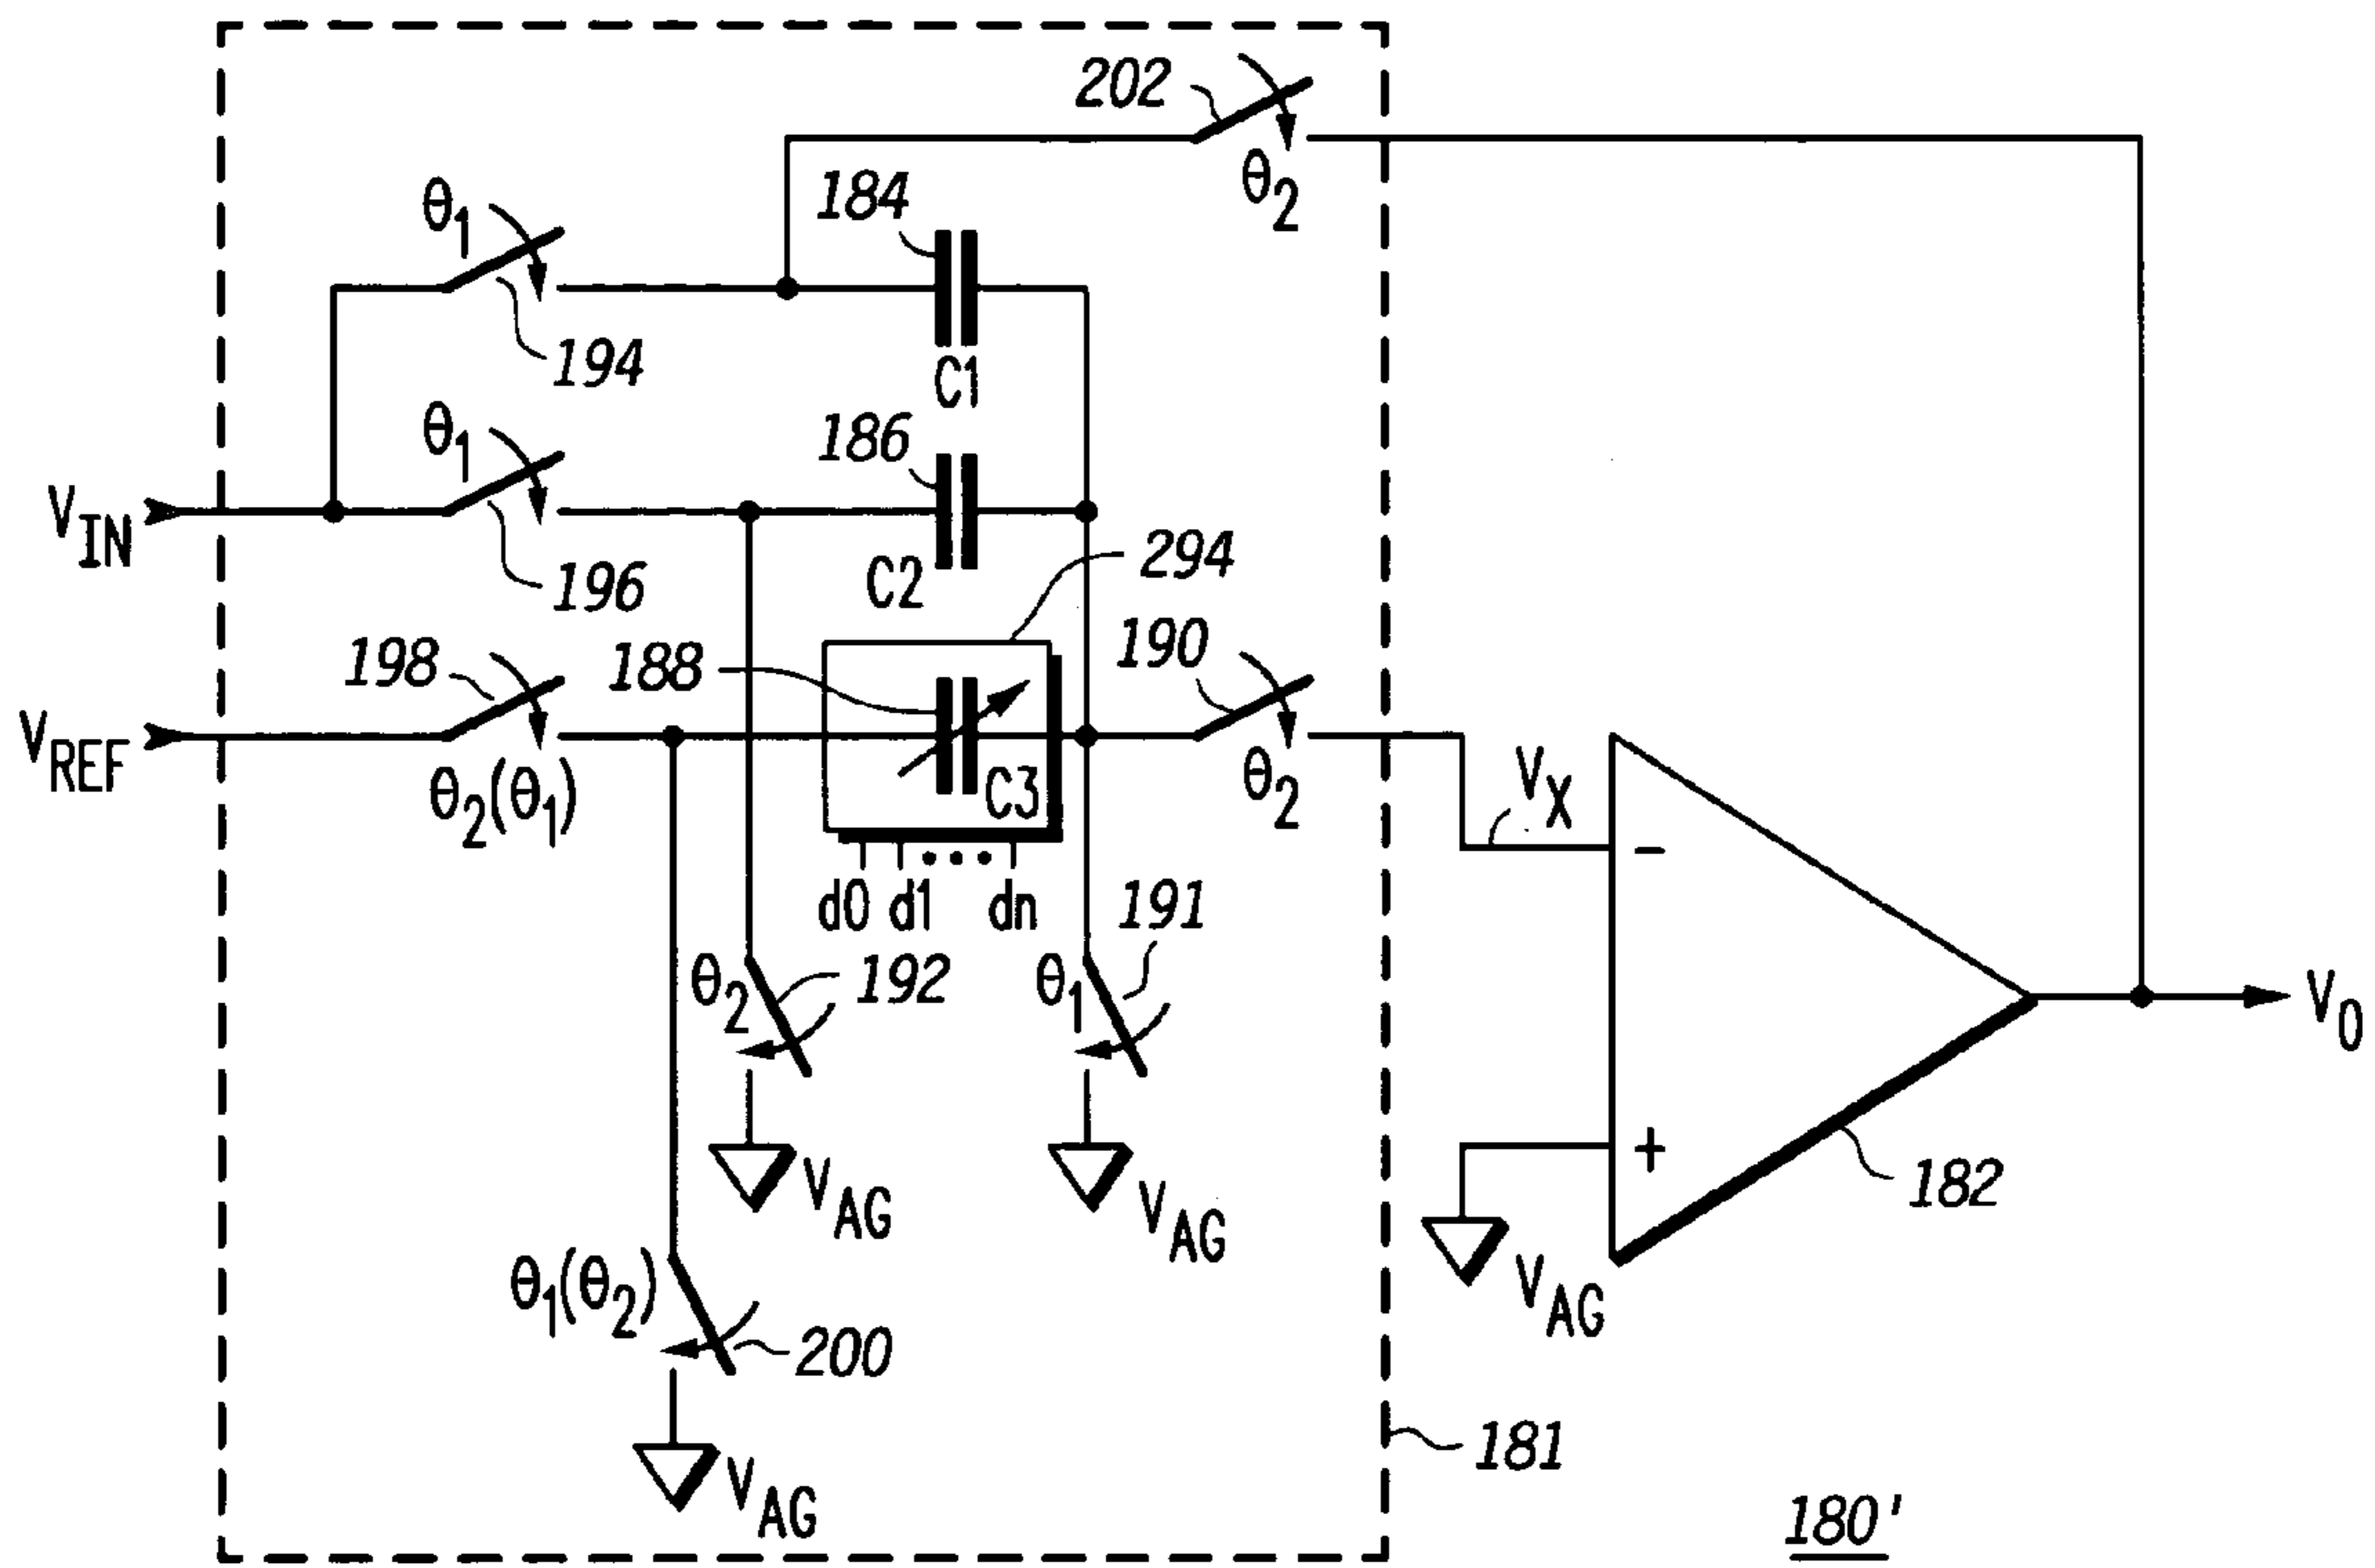 202
θ2
θ1
184
194
C1
θ1
186
VIN
196
C2
294
198
188
190
VREF
θ2(θ1)
C3
θ2
VX
−
d0 d1 ••• dn
191
θ2
192
θ1
VO
VAG
VAG
+
182
θ1(θ2)
200
VAG
181
VAG
180'